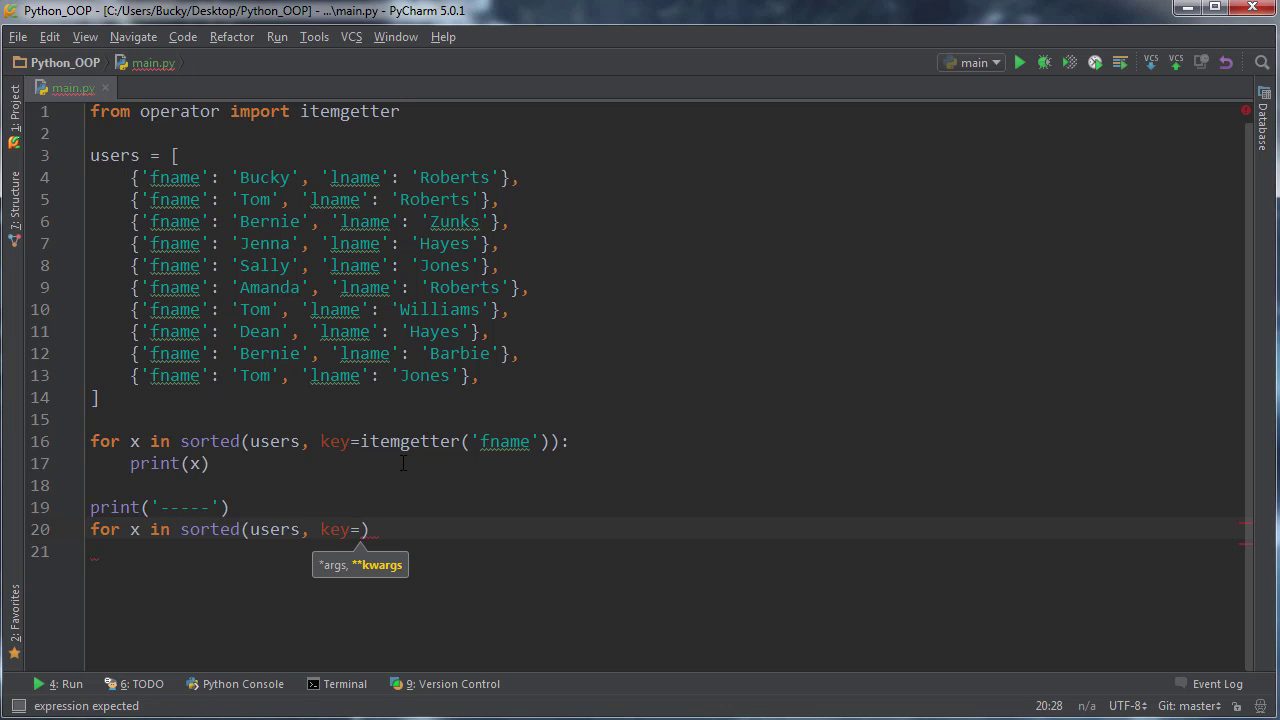 Python_OOP - [C:/Users/Bucky/Desktop/Python_OOP] - ...\main.py - PyCharm 5.0.1
File Edit View Navigate Code Refactor Run Tools VCS Window Help
Python_OOP main.py main VCS VCS
1: Project
7: Structure
2: Favorites
Database
main.py
1 from operator import itemgetter
2
3 users = [
4 {'fname': 'Bucky', 'lname': 'Roberts'},
5 {'fname': 'Tom', 'lname': 'Roberts'},
6 {'fname': 'Bernie', 'lname': 'Zunks'},
7 {'fname': 'Jenna', 'lname': 'Hayes'},
8 {'fname': 'Sally', 'lname': 'Jones'},
9 {'fname': 'Amanda', 'lname': 'Roberts'},
10 {'fname': 'Tom', 'lname': 'Williams'},
11 {'fname': 'Dean', 'lname': 'Hayes'},
12 {'fname': 'Bernie', 'lname': 'Barbie'},
13 {'fname': 'Tom', 'lname': 'Jones'},
14 ]
15
16 for x in sorted(users, key=itemgetter('fname')):
17 print(x)
18
19 print('-----')
20 for x in sorted(users, key=)
21
*args, **kwargs
4: Run 6: TODO Python Console Terminal 9: Version Control Event Log
expression expected 20:28 n/a UTF-8 Git: master